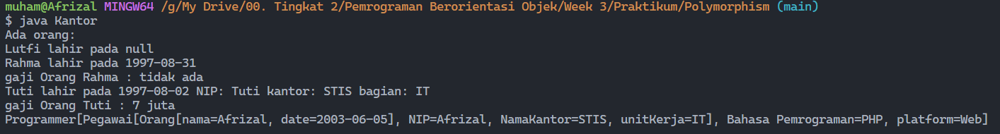 muham@Afrizal MINGW64 /g/My Drive/00. Tingkat 2/Pemrograman Berorientasi Objek/Week 3/Praktikum/Polymorphism (main)
$ java Kantor
Ada orang:
Lutfi lahir pada null
Rahma lahir pada 1997-08-31
gaji Orang Rahma : tidak ada
Tuti lahir pada 1997-08-02 NIP: Tuti kantor: STIS bagian: IT
gaji Orang Tuti : 7 juta
Programmer[Pegawai[Orang[nama=Afrizal, date=2003-06-05], NIP=Afrizal, NamaKantor=STIS, unitKerja=IT], Bahasa Pemrograman=PHP, platform=Web]